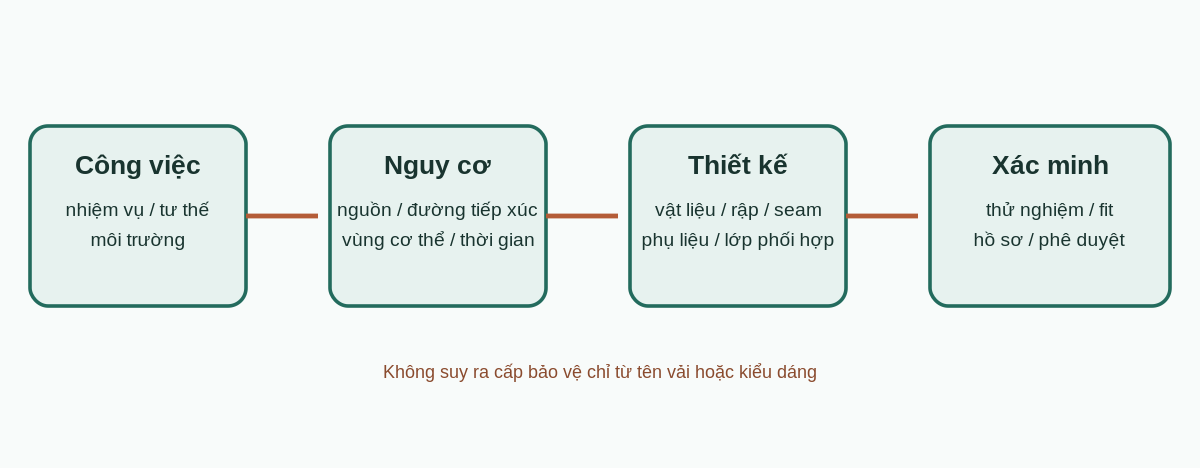 Công việc
nhiệm vụ / tư thế
môi trường
Nguy cơ
nguồn / đường tiếp xúc
vùng cơ thể / thời gian
Thiết kế
vật liệu / rập / seam
phụ liệu / lớp phối hợp
Xác minh
thử nghiệm / fit
hồ sơ / phê duyệt
Không suy ra cấp bảo vệ chỉ từ tên vải hoặc kiểu dáng